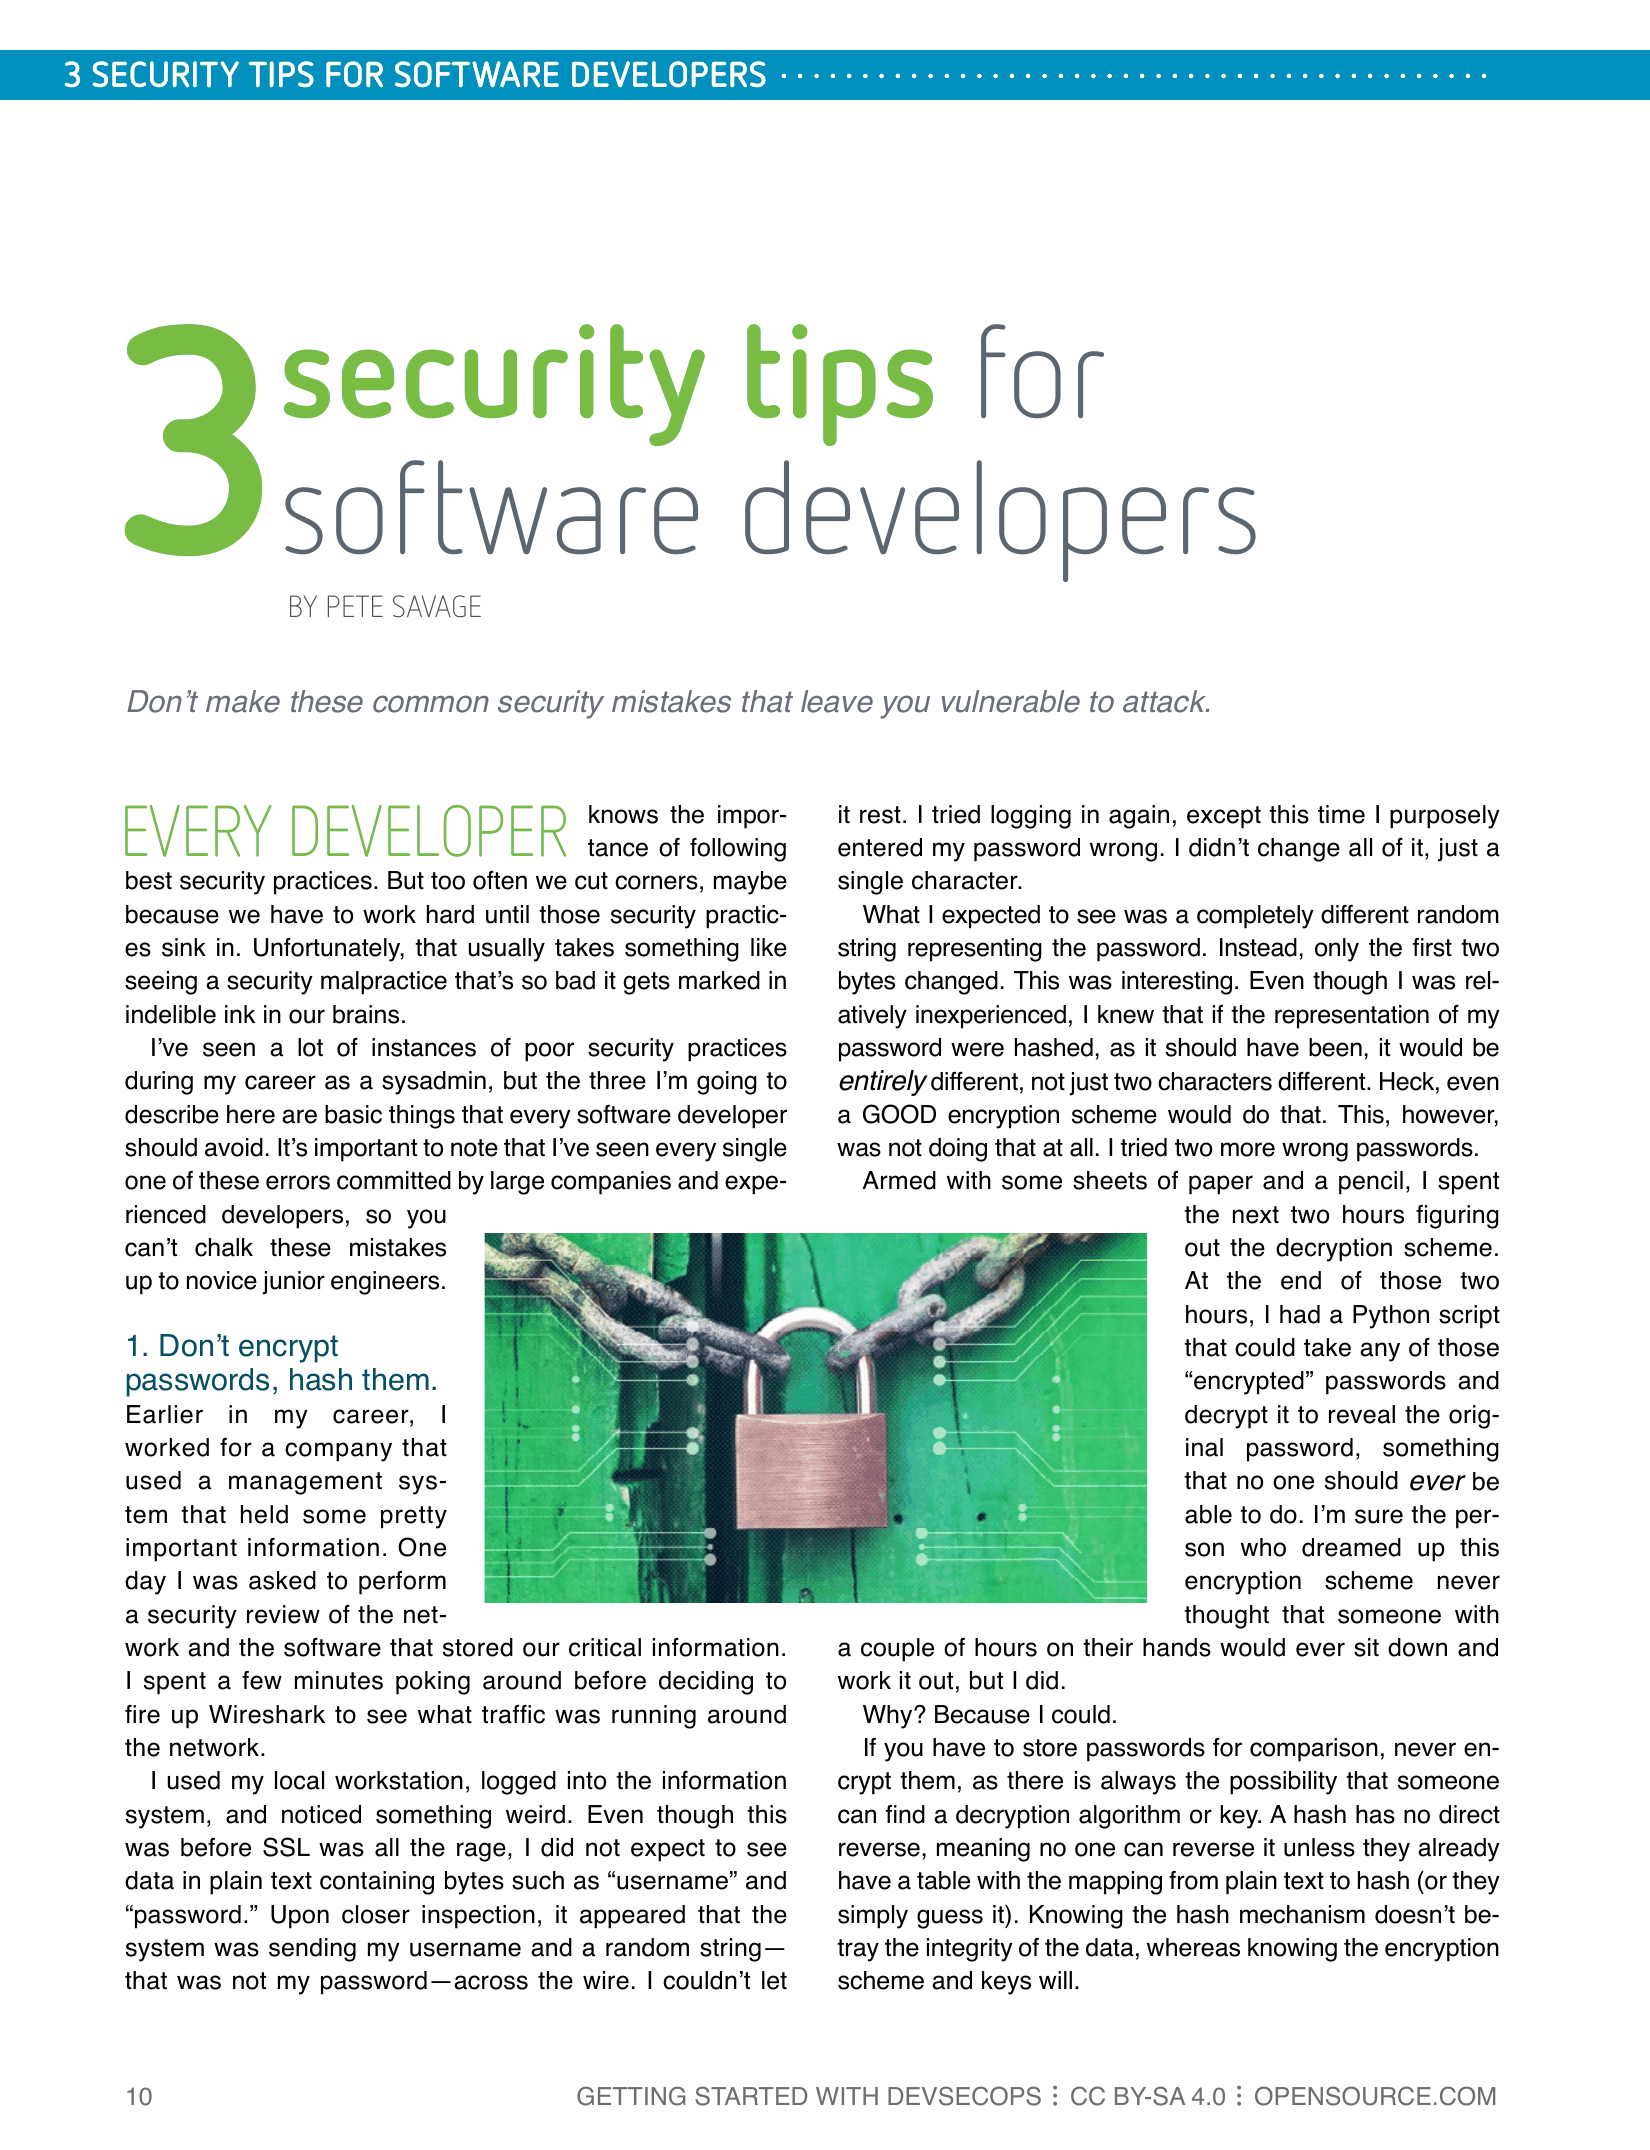 3 SECURITY TIPS FOR SOFTWARE DEVELOPERS
3 security tips for
software developers
BY PETE SAVAGE
Don’t make these common security mistakes that leave you vulnerable to attack.
EVERY DEVELOPER knows the impor-
tance of following
best security practices. But too often we cut corners, maybe
because we have to work hard until those security practic-
es sink in. Unfortunately, that usually takes something like
seeing a security malpractice that’s so bad it gets marked in
indelible ink in our brains.
I’ve seen a lot of instances of poor security practices
during my career as a sysadmin, but the three I’m going to
describe here are basic things that every software developer
should avoid. It’s important to note that I’ve seen every single
one of these errors committed by large companies and expe-
rienced developers, so you
can’t chalk these mistakes
up to novice junior engineers.
1. Don’t encrypt
passwords, hash them.
Earlier in my career, I
worked for a company that
used a management sys-
tem that held some pretty
important information. One
day I was asked to perform
a security review of the net-
work and the software that stored our critical information.
I spent a few minutes poking around before deciding to
fire up Wireshark to see what traffic was running around
the network.
I used my local workstation, logged into the information
system, and noticed something weird. Even though this
was before SSL was all the rage, I did not expect to see
data in plain text containing bytes such as “username” and
“password.” Upon closer inspection, it appeared that the
system was sending my username and a random string—
that was not my password—across the wire. I couldn’t let
it rest. I tried logging in again, except this time I purposely
entered my password wrong. I didn’t change all of it, just a
single character.
What I expected to see was a completely different random
string representing the password. Instead, only the first two
bytes changed. This was interesting. Even though I was rel-
atively inexperienced, I knew that if the representation of my
password were hashed, as it should have been, it would be
entirely different, not just two characters different. Heck, even
a GOOD encryption scheme would do that. This, however,
was not doing that at all. I tried two more wrong passwords.
Armed with some sheets of paper and a pencil, I spent
the next two hours figuring
out the decryption scheme.
At the end of those two
hours, I had a Python script
that could take any of those
“encrypted” passwords and
decrypt it to reveal the orig-
inal password, something
that no one should ever be
able to do. I’m sure the per-
son who dreamed up this
encryption scheme never
thought that someone with
a couple of hours on their hands would ever sit down and
work it out, but I did.
Why? Because I could.
If you have to store passwords for comparison, never en-
crypt them, as there is always the possibility that someone
can find a decryption algorithm or key. A hash has no direct
reverse, meaning no one can reverse it unless they already
have a table with the mapping from plain text to hash (or they
simply guess it). Knowing the hash mechanism doesn’t be-
tray the integrity of the data, whereas knowing the encryption
scheme and keys will.
10 GETTING STARTED WITH DEVSECOPS ⋮ CC BY-SA 4.0 ⋮ OPENSOURCE.COM